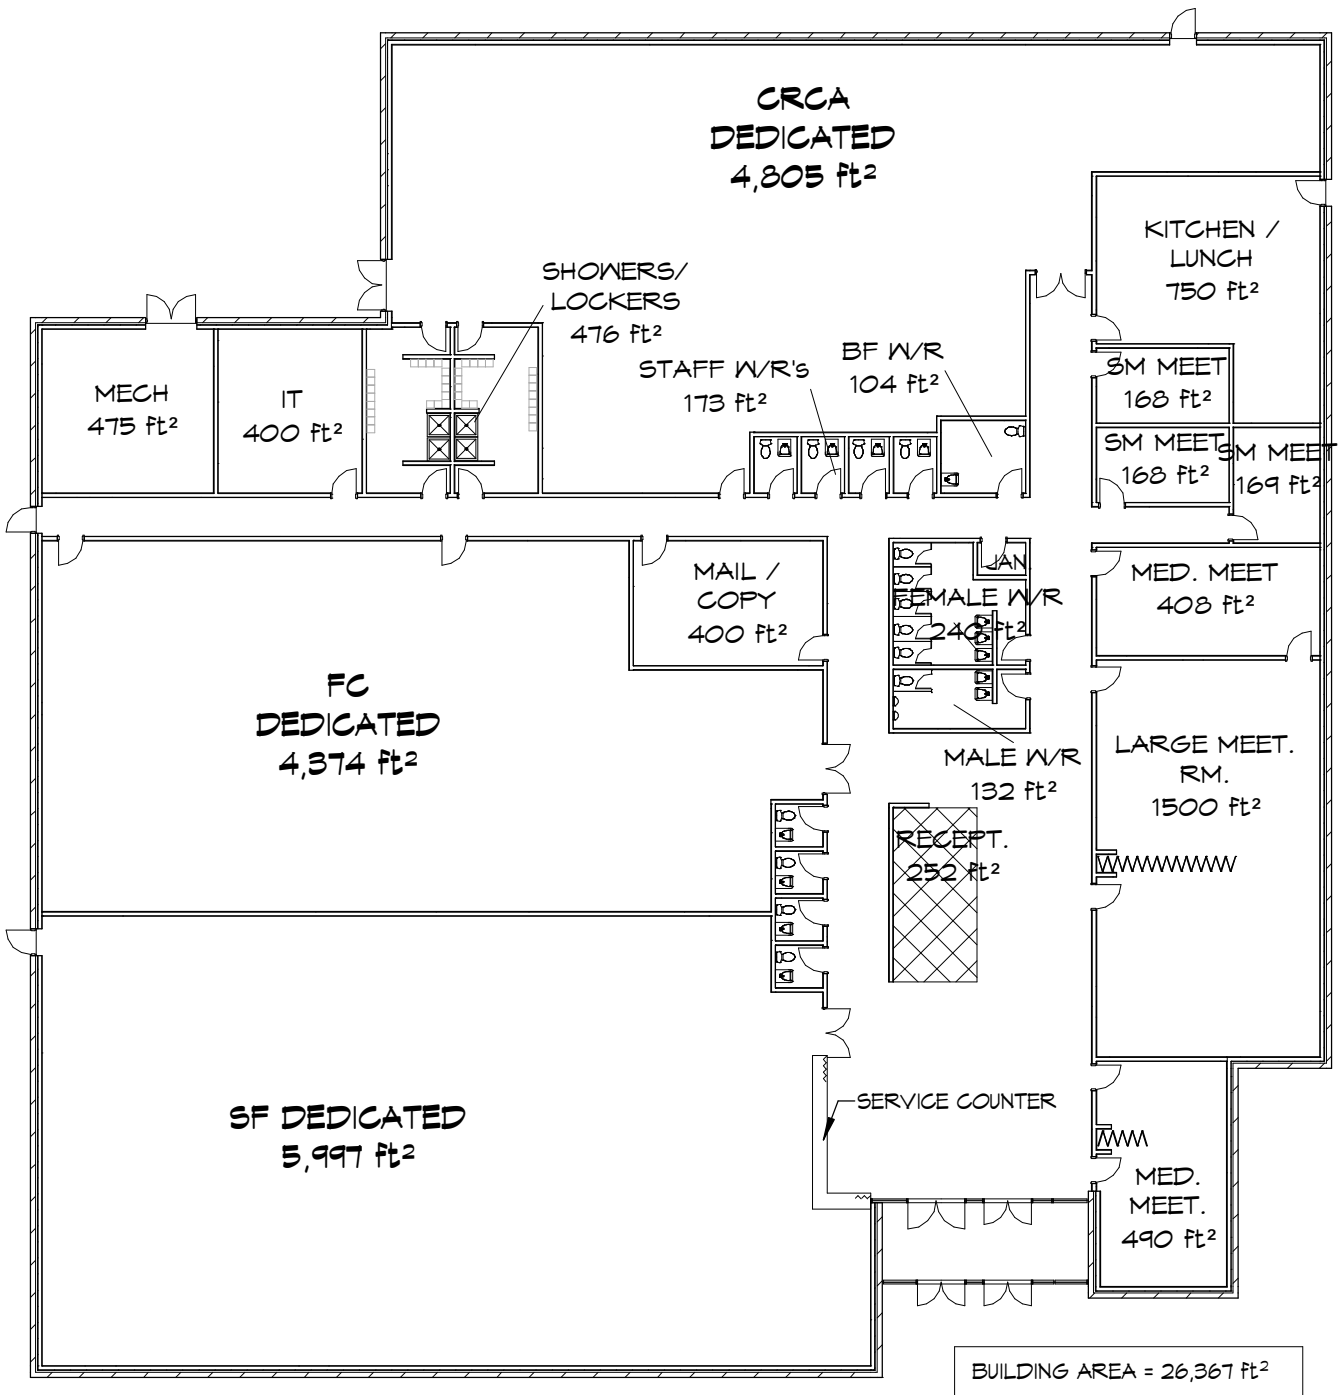 CRCA
DEDICATED
4,805 ft²
KITCHEN /
LUNCH
750 ft²
SHOWERS/
LOCKERS
476 ft²
STAFF W/R's
173 ft²
BF W/R
104 ft²
SM MEET
168 ft²
MECH
475 ft²
IT
400 ft²
SM MEET
168 ft²
SM MEET
169 ft²
MAIL /
COPY
400 ft²
JAN.
FEMALE W/R
240 ft²
MED. MEET
408 ft²
FC
DEDICATED
4,374 ft²
MALE W/R
132 ft²
LARGE MEET.
RM.
1500 ft²
RECEPT.
252 ft²
SF DEDICATED
5,997 ft²
SERVICE COUNTER
MED.
MEET.
490 ft²
BUILDING AREA = 26,367 ft²